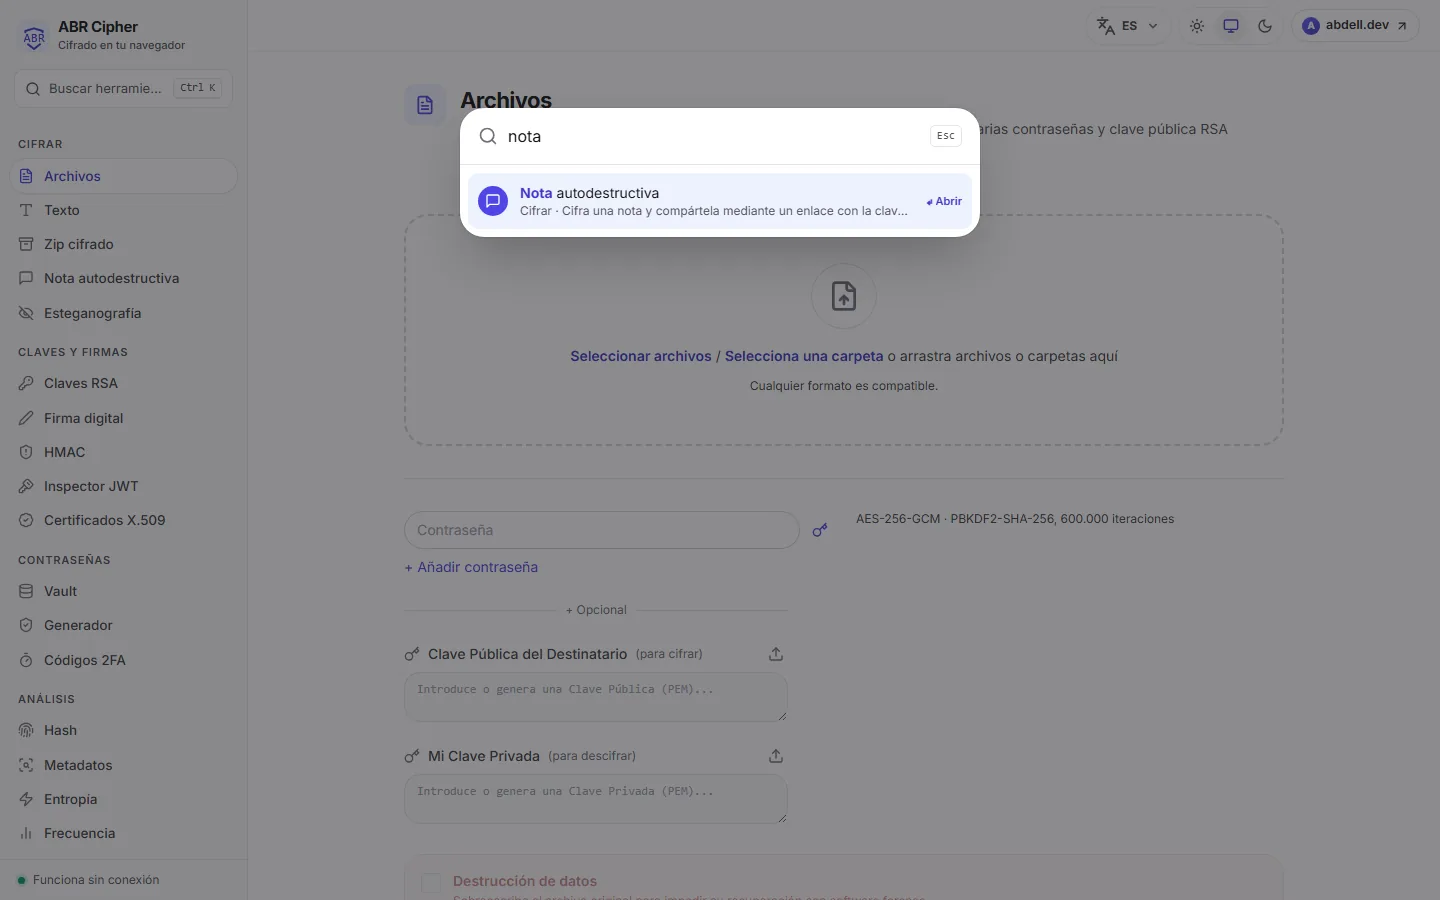 ABR
ABR Cipher
Cifrado en tu navegador
Buscar herramie...
Ctrl K
CIFRAR
Archivos
Texto
Zip cifrado
Nota autodestructiva
Esteganografía
CLAVES Y FIRMAS
Claves RSA
Firma digital
HMAC
Inspector JWT
Certificados X.509
CONTRASEÑAS
Vault
Generador
Códigos 2FA
ANÁLISIS
Hash
Metadatos
Entropía
Frecuencia
Funciona sin conexión
ES
A
abdell.dev
Archivos
arias contraseñas y clave pública RSA
nota
Esc
Nota autodestructiva
Cifrar · Cifra una nota y compártela mediante un enlace con la clav...
Abrir
Seleccionar archivos / Selecciona una carpeta o arrastra archivos o carpetas aquí
Cualquier formato es compatible.
Contraseña
AES-256-GCM · PBKDF2-SHA-256, 600.000 iteraciones
+ Añadir contraseña
+ Opcional
Clave Pública del Destinatario (para cifrar)
Introduce o genera una Clave Pública (PEM)...
Mi Clave Privada (para descifrar)
Introduce o genera una Clave Privada (PEM)...
Destrucción de datos